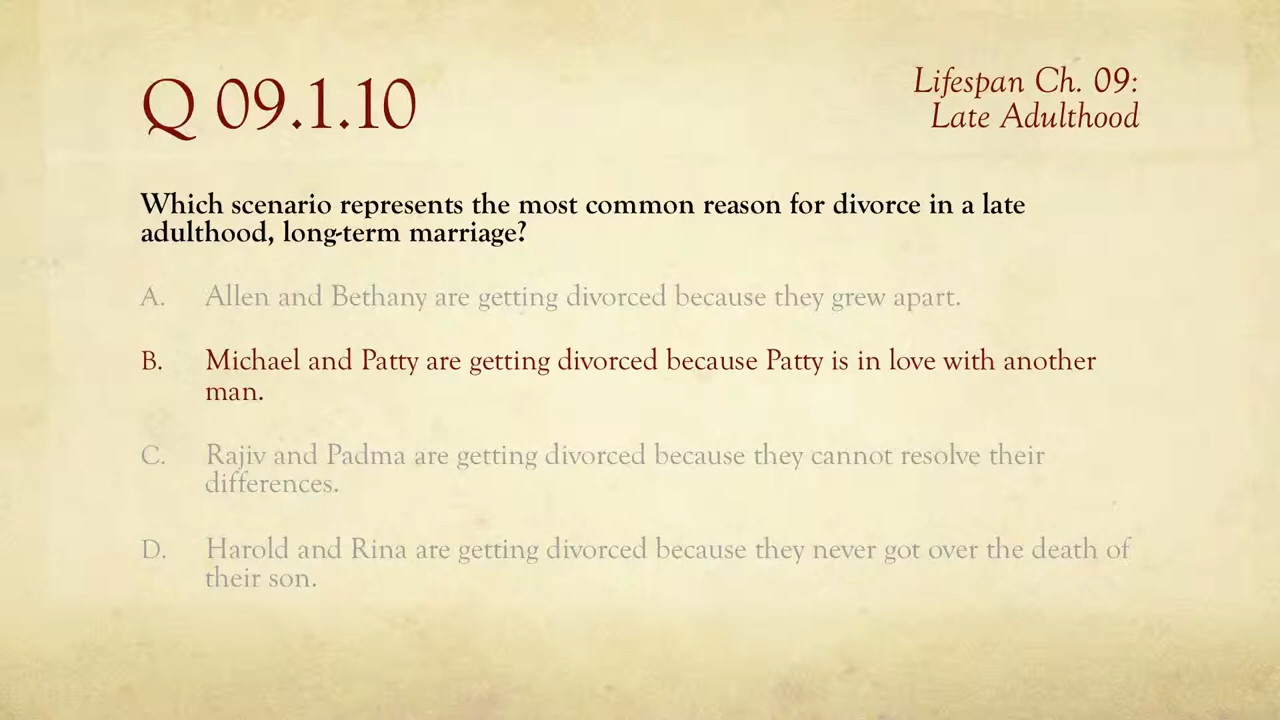 Q 09.1.10
Lifespan Ch. 09:
Late Adulthood
Which scenario represents the most common reason for divorce in a late
adulthood, long-term marriage?
A. Allen and Bethany are getting divorced because they grew apart.
B. Michael and Patty are getting divorced because Patty is in love with another
man.
C. Rajiv and Padma are getting divorced because they cannot resolve their
differences.
D. Harold and Rina are getting divorced because they never got over the death of
their son.